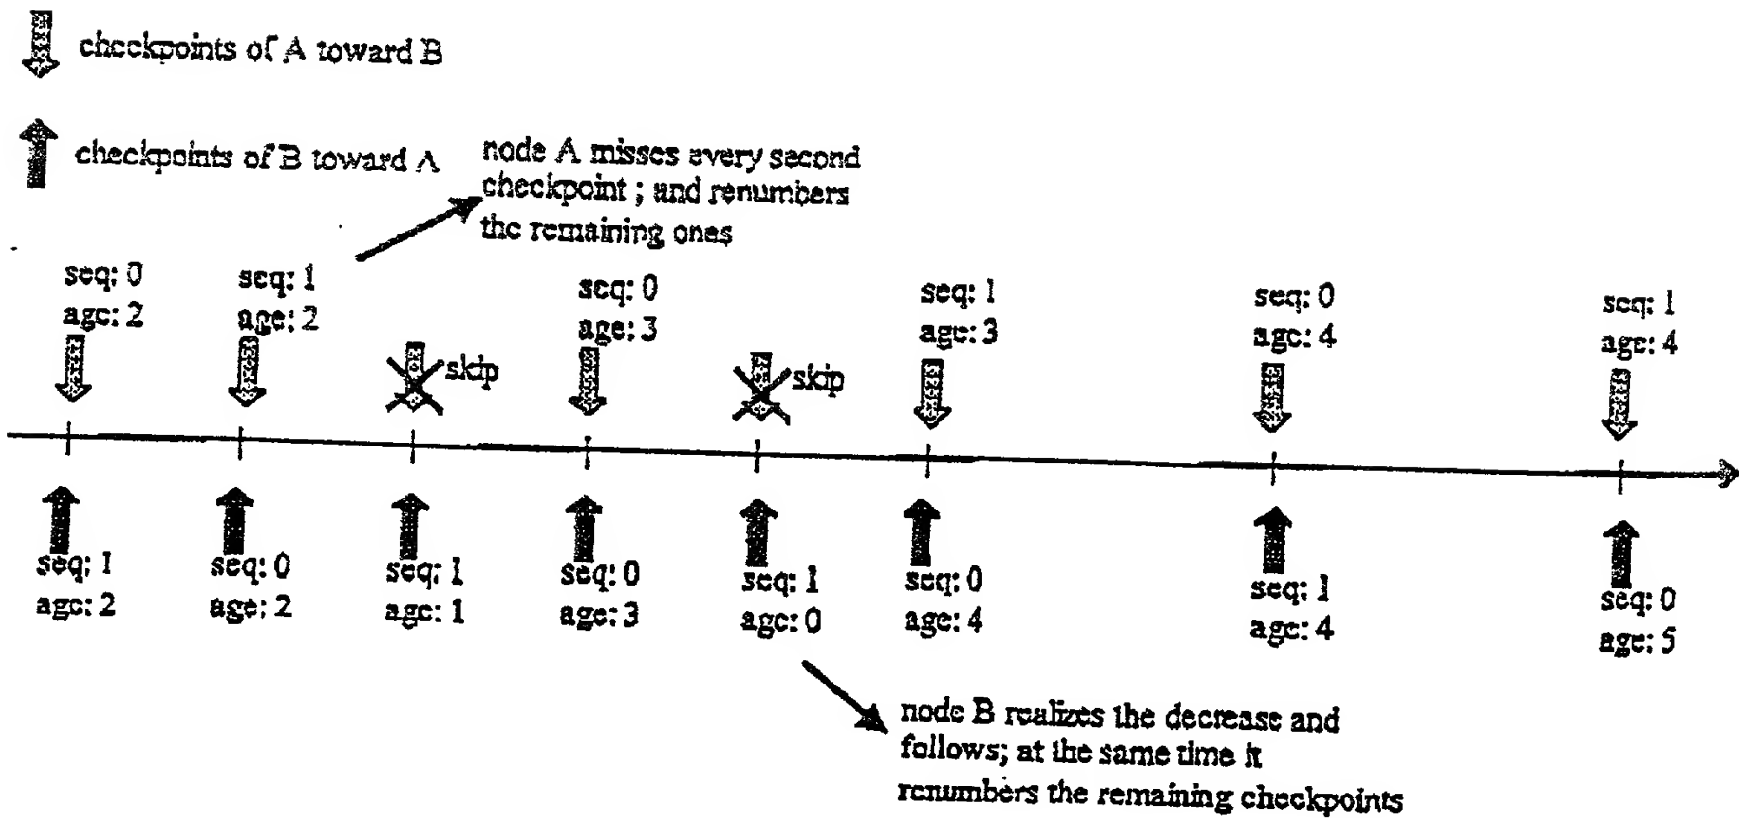 checkpoints of A toward B
checkpoints of B toward A
node A misses every second
checkpoint ; and renumbers
the remaining ones
seq: 0
age: 2
seq: 1
age: 2
skip
seq: 0
age: 3
skip
seq: 1
age: 3
seq: 0
age: 4
seq: 1
age: 4
seq: 1
age: 2
seq: 0
age: 2
seq: 1
age: 1
seq: 0
age: 3
seq: 1
age: 0
seq: 0
age: 4
seq: 1
age: 4
seq: 0
age: 5
node B realizes the decrease and
follows; at the same time it
renumbers the remaining checkpoints